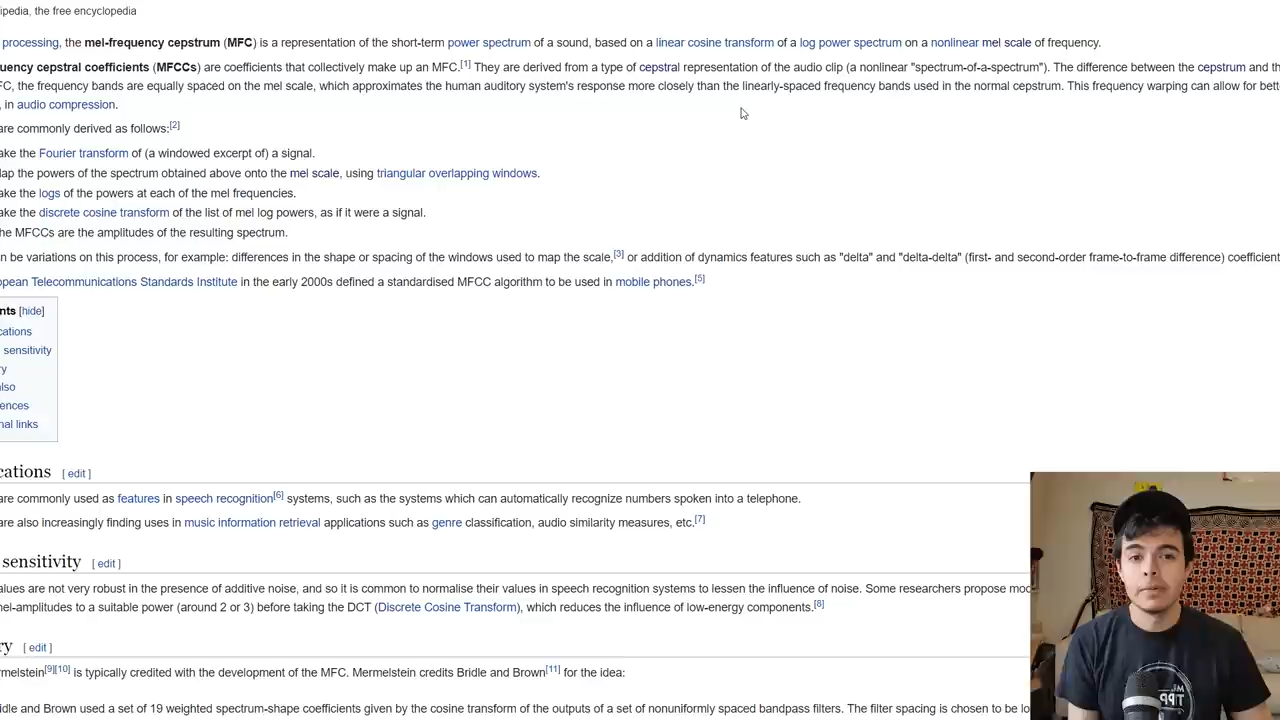 ipedia, the free encyclopedia
processing, the mel-frequency cepstrum (MFC) is a representation of the short-term power spectrum of a sound, based on a linear cosine transform of a log power spectrum on a nonlinear mel scale of frequency.
uency cepstral coefficients (MFCCs) are coefficients that collectively make up an MFC.[1] They are derived from a type of cepstral representation of the audio clip (a nonlinear "spectrum-of-a-spectrum"). The difference between the cepstrum and th
FC, the frequency bands are equally spaced on the mel scale, which approximates the human auditory system's response more closely than the linearly-spaced frequency bands used in the normal cepstrum. This frequency warping can allow for bett
, in audio compression.
are commonly derived as follows:[2]
ake the Fourier transform of (a windowed excerpt of) a signal.
lap the powers of the spectrum obtained above onto the mel scale, using triangular overlapping windows.
ake the logs of the powers at each of the mel frequencies.
ake the discrete cosine transform of the list of mel log powers, as if it were a signal.
he MFCCs are the amplitudes of the resulting spectrum.
n be variations on this process, for example: differences in the shape or spacing of the windows used to map the scale,[3] or addition of dynamics features such as "delta" and "delta-delta" (first- and second-order frame-to-frame difference) coefficient
opean Telecommunications Standards Institute in the early 2000s defined a standardised MFCC algorithm to be used in mobile phones.[5]
nts [hide]
cations
sensitivity
ry
also
ences
nal links
cations [ edit ]
are commonly used as features in speech recognition[6] systems, such as the systems which can automatically recognize numbers spoken into a telephone.
are also increasingly finding uses in music information retrieval applications such as genre classification, audio similarity measures, etc.[7]
sensitivity [ edit ]
alues are not very robust in the presence of additive noise, and so it is common to normalise their values in speech recognition systems to lessen the influence of noise. Some researchers propose mod
nel-amplitudes to a suitable power (around 2 or 3) before taking the DCT (Discrete Cosine Transform), which reduces the influence of low-energy components.[8]
ry [ edit ]
rmelstein[9][10] is typically credited with the development of the MFC. Mermelstein credits Bridle and Brown[11] for the idea:
idle and Brown used a set of 19 weighted spectrum-shape coefficients given by the cosine transform of the outputs of a set of nonuniformly spaced bandpass filters. The filter spacing is chosen to be lo